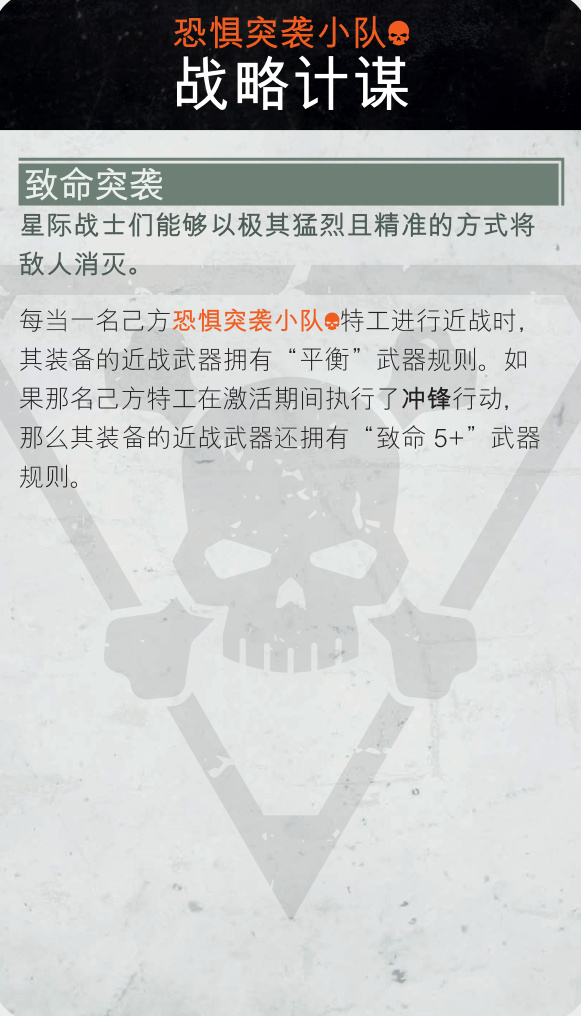 恐惧突袭小队
战略计谋
致命突袭
星际战士们能够以极其猛烈且精准的方式将
敌人消灭。
每当一名己方恐惧突袭小队特工进行近战时，
其装备的近战武器拥有“平衡”武器规则。如
果那名己方特工在激活期间执行了冲锋行动，
那么其装备的近战武器还拥有“致命 5+”武器
规则。